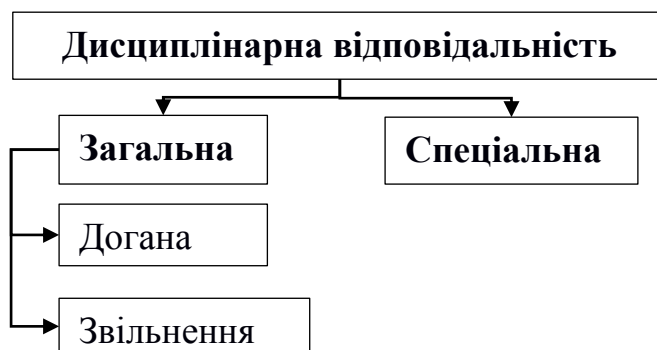 Дисциплінарна відповідальність
Загальна
Спеціальна
Догана
Звільнення